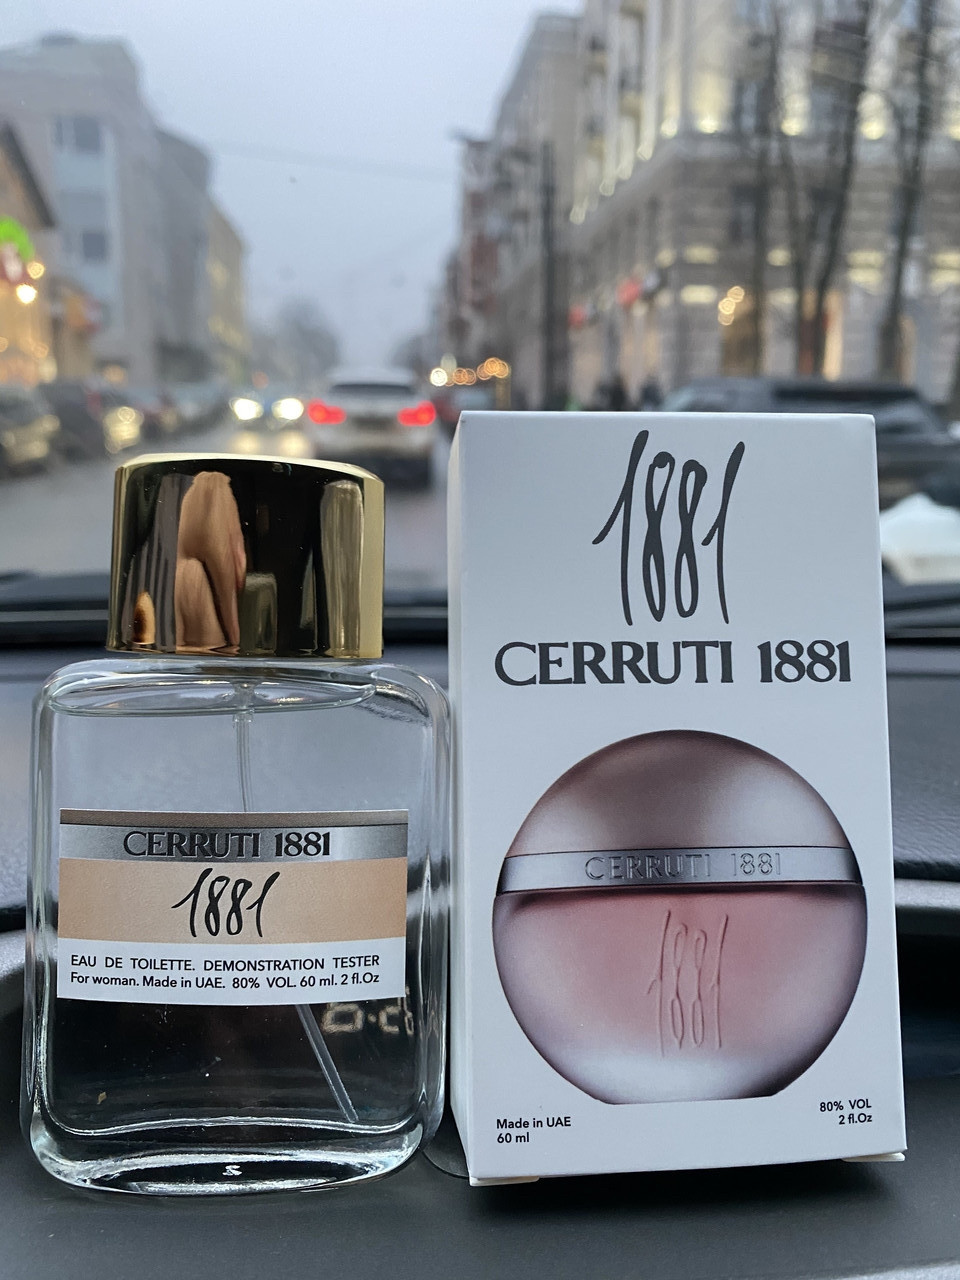 CERRUTI 1881
1881
EAU DE TOILETTE. DEMONSTRATION TESTER
For woman. Made in UAE. 80% VOL. 60 ml. 2 fl.Oz
1881
CERRUTI 1881
CERRUTI 1881
1881
Made in UAE
60 ml
80% VOL
2 fl.Oz